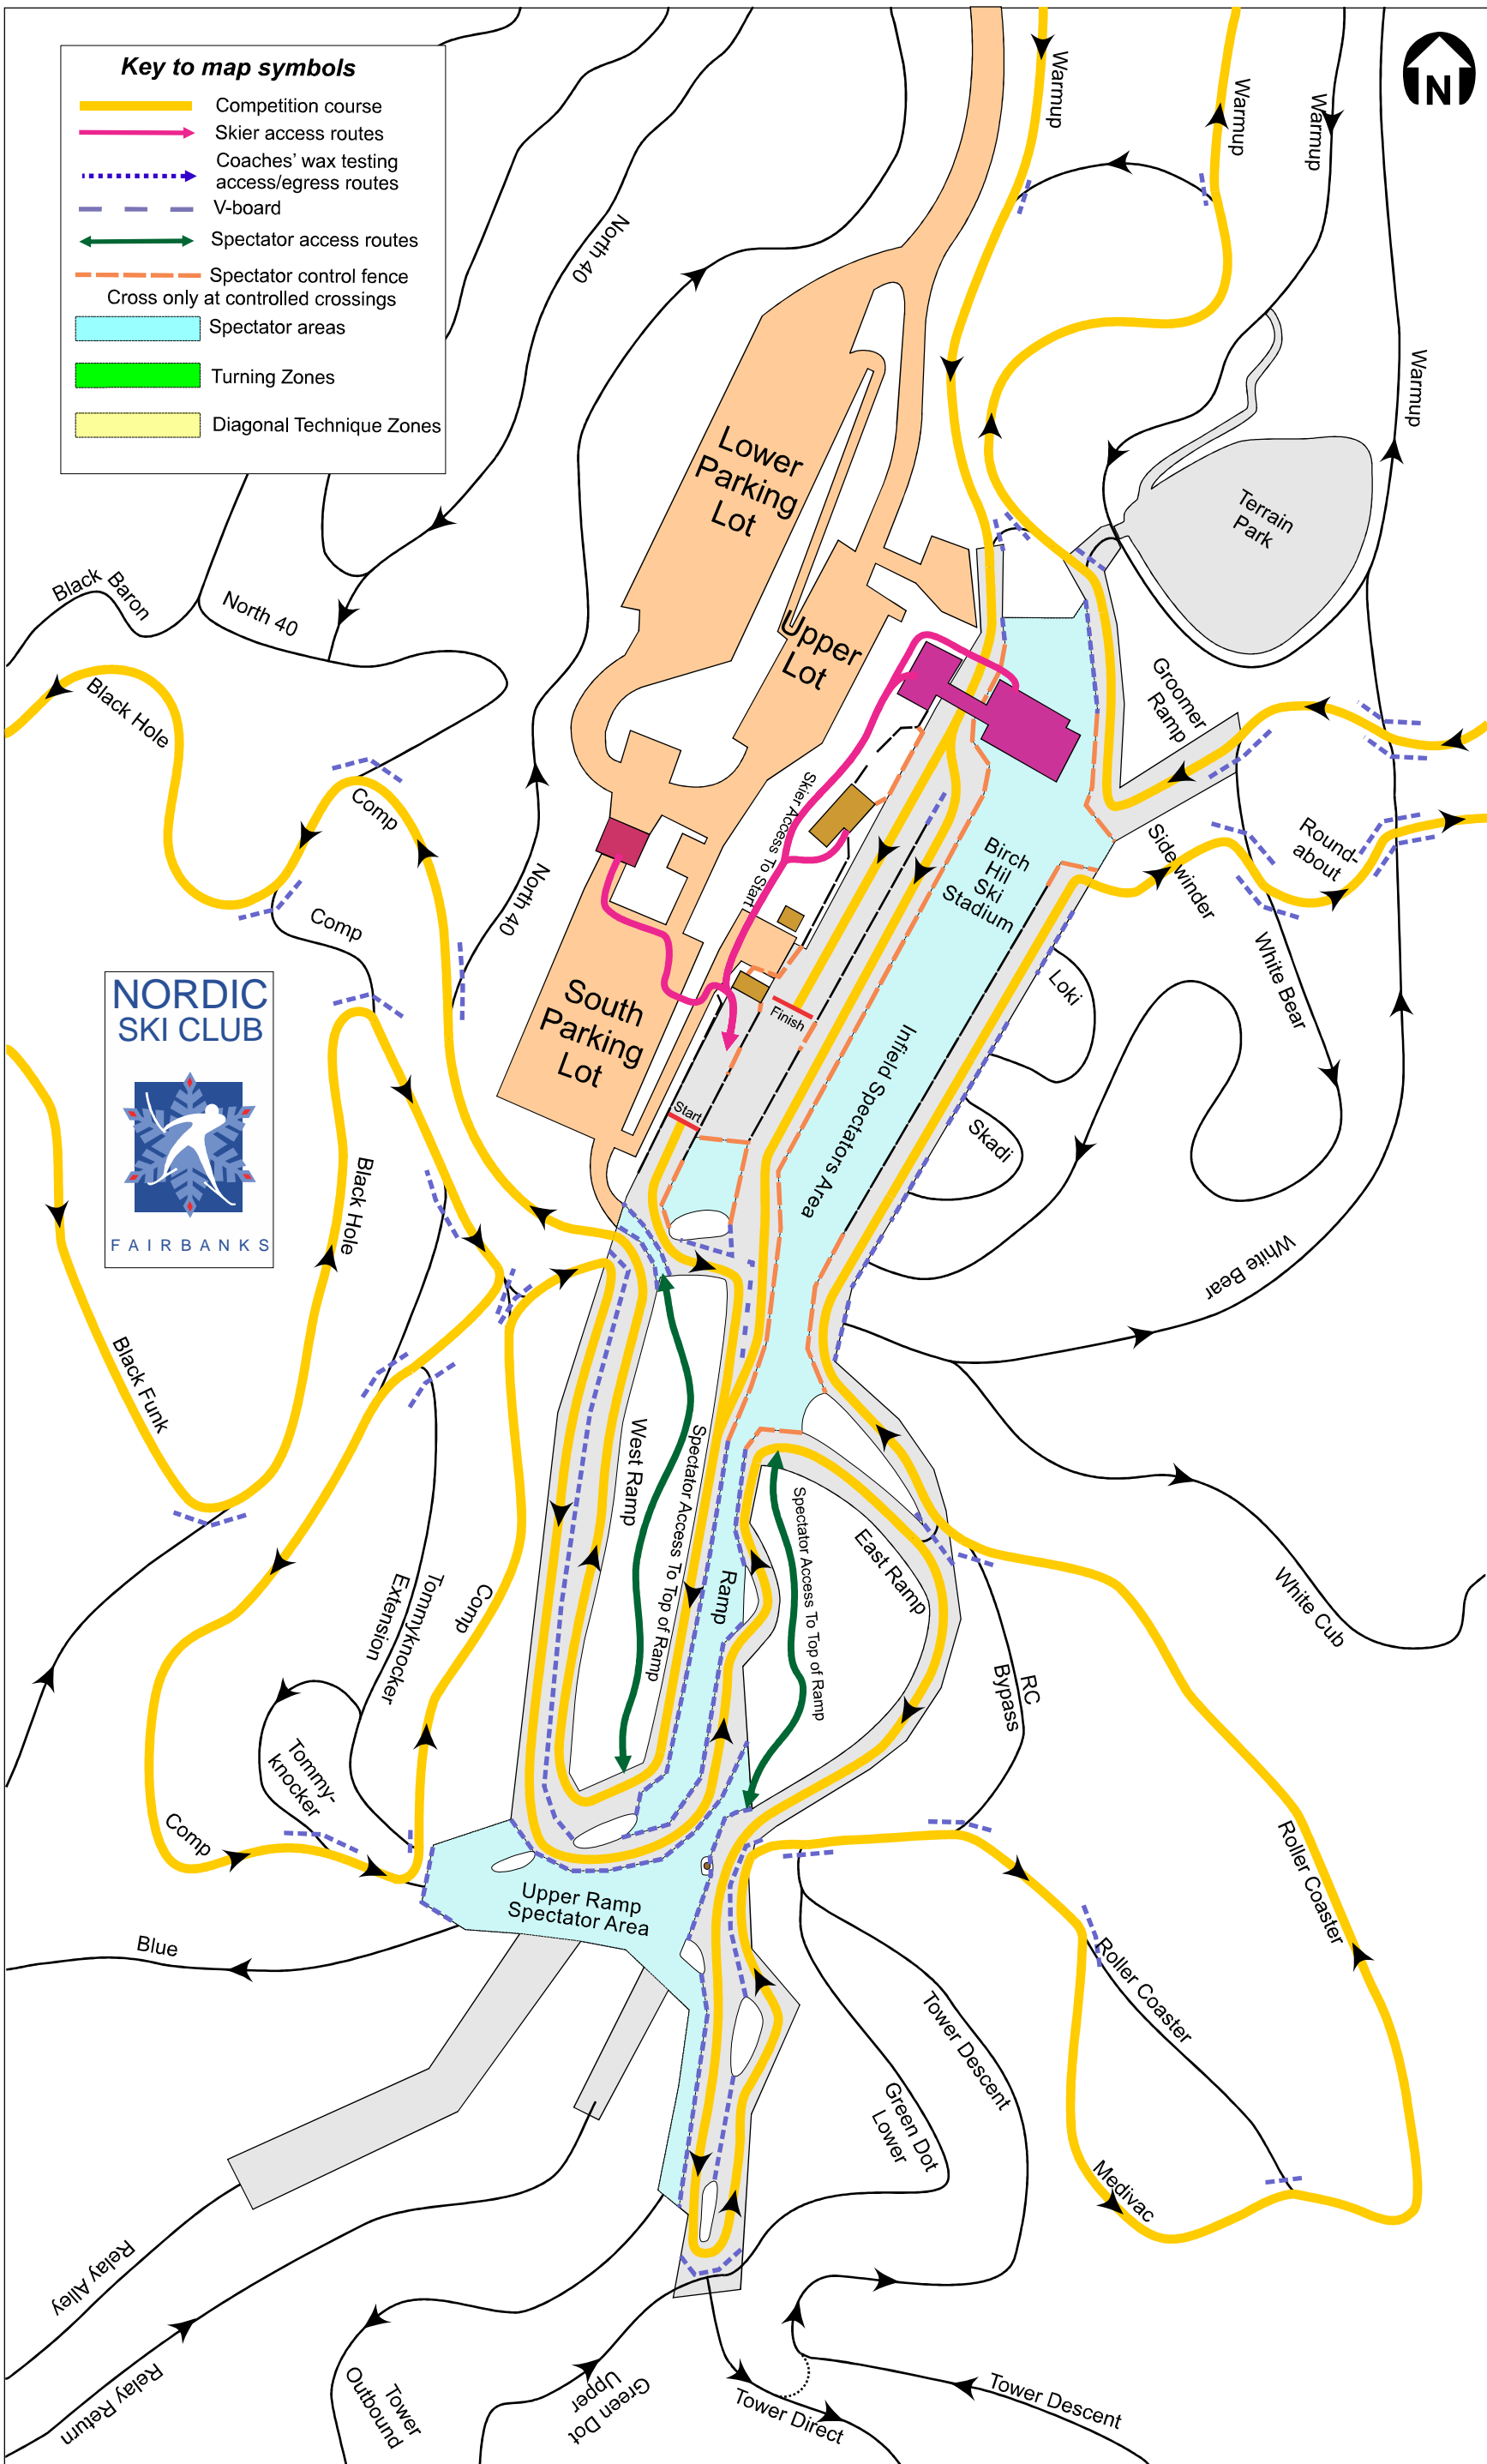 Key to map symbols
Competition course
Skier access routes
Coaches' wax testing
access/egress routes
V-board
Spectator access routes
Spectator control fence
Cross only at controlled crossings
Spectator areas
Turning Zones
Diagonal Technique Zones
N
Warmup
Warmup
Warmup
Warmup
North 40
Lower
Parking
Lot
Terrain
Park
Black Baron
North 40
Upper
Lot
Black Hole
Groomer
Ramp
Comp
Skier Access To Start
Birch
Hil
Ski
Stadium
Sidewinder
Round-
about
North 40
Comp
White Bear
Loki
NORDIC
SKI CLUB
FAIRBANKS
South
Parking
Lot
Finish
Start
Infield Spectators Area
Skadi
Black Hole
White Bear
Black Funk
West Ramp
Spectator Access To Top of Ramp
Ramp
Spectator Access To Top of Ramp
East Ramp
White Cub
Comp
Tommyknocker
Extension
RC
Bypass
Tommy-
knocker
Comp
Roller Coaster
Upper Ramp
Spectator Area
Blue
Roller Coaster
Tower Descent
Green Dot
Lower
Medivac
Relay Alley
Relay Return
Tower
Outbound
Green Dot
Upper
Tower Direct
Tower Descent